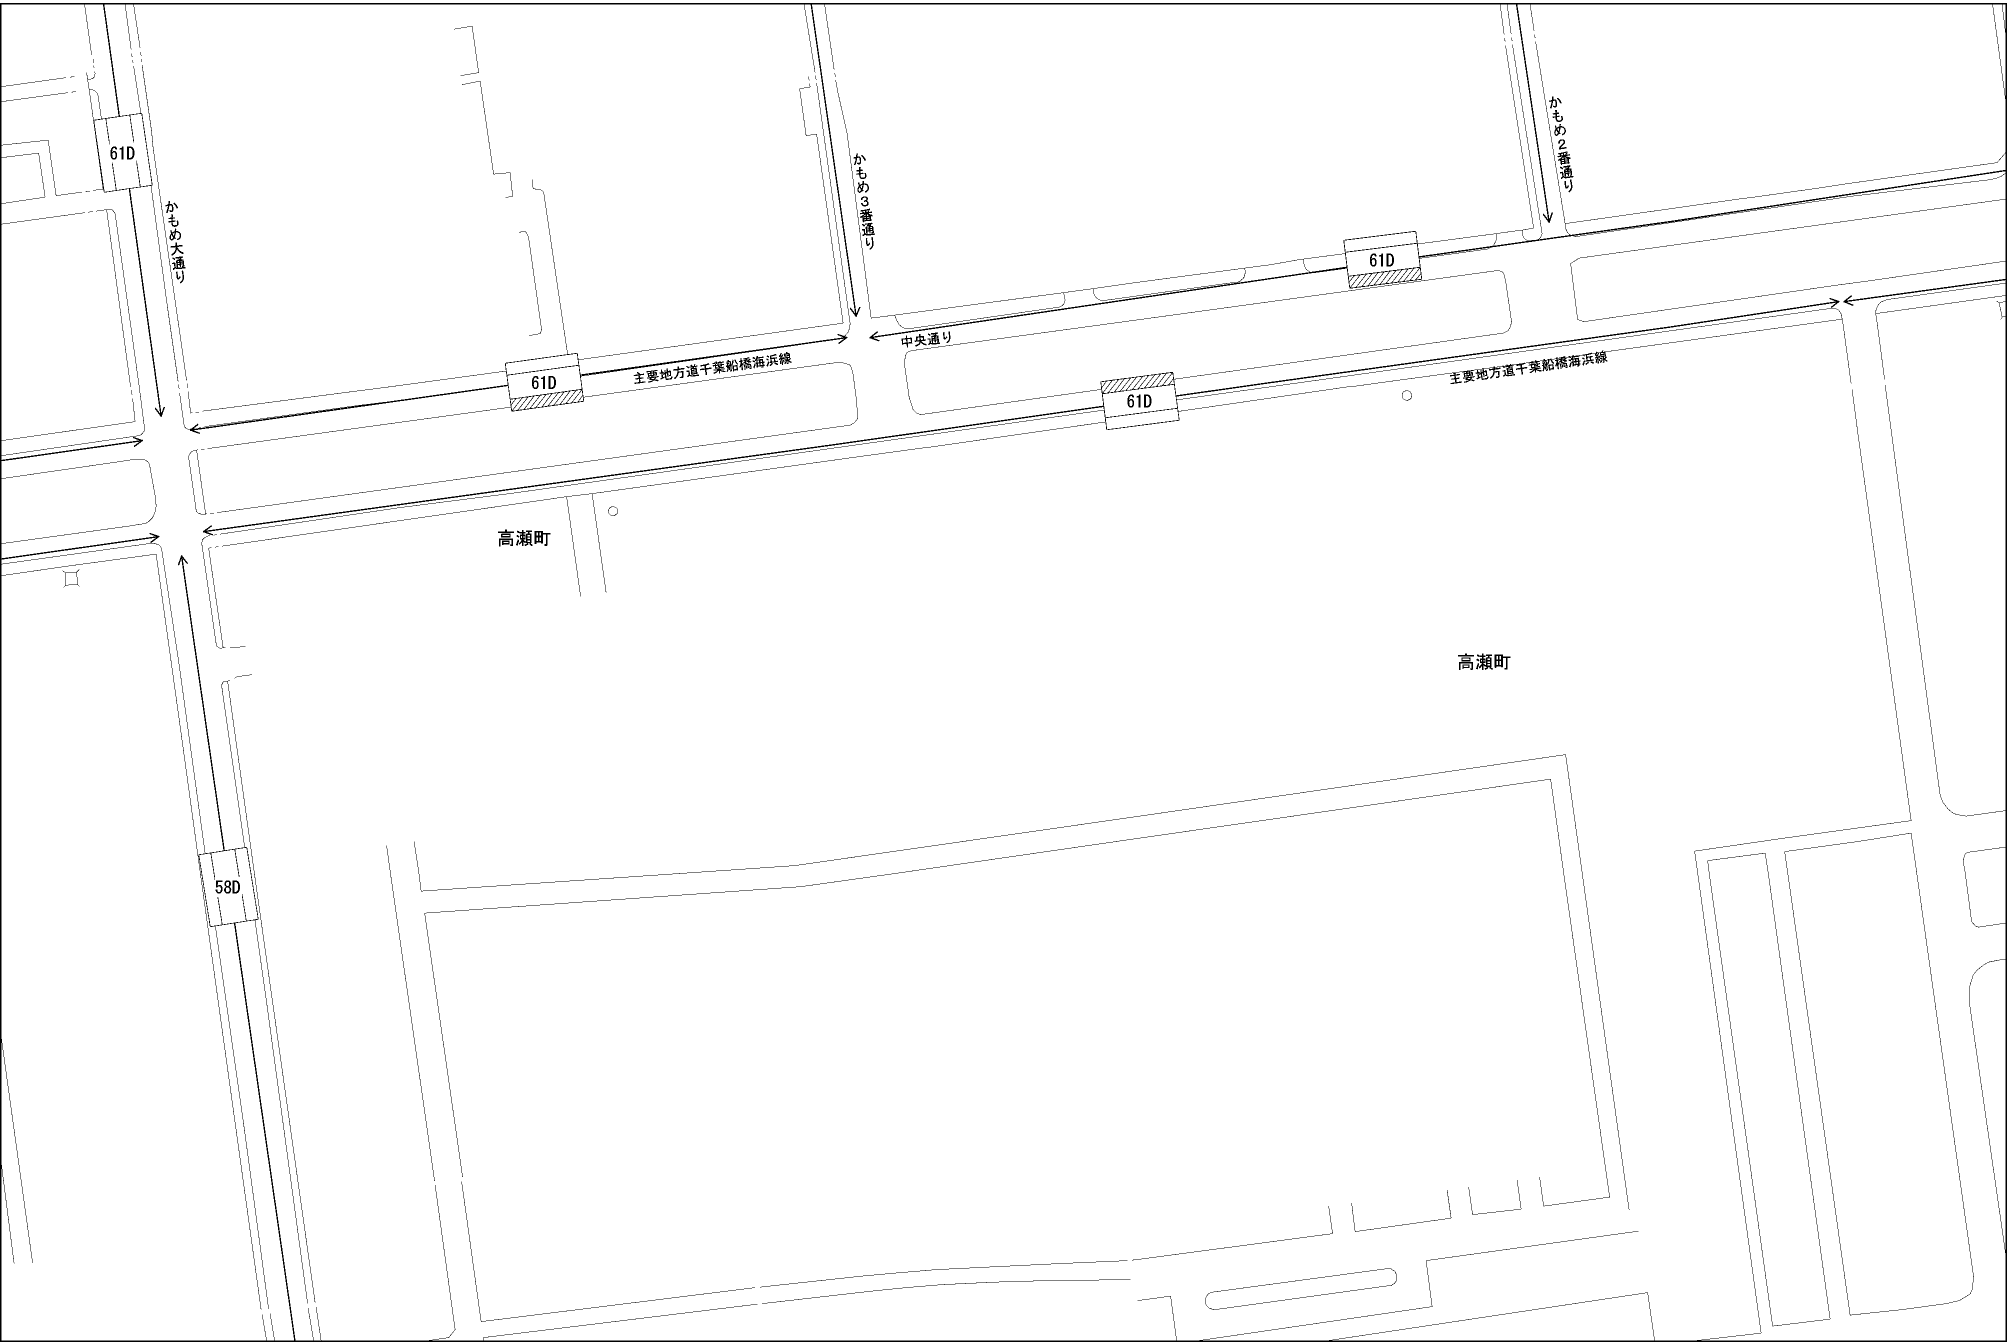 かもめ2番通り
61D
かもめ3番通り
かもめ大通り
61D
中央通り
主要地方道千葉船橋海浜線
61D
主要地方道千葉船橋海浜線
61D
高瀬町
高瀬町
58D